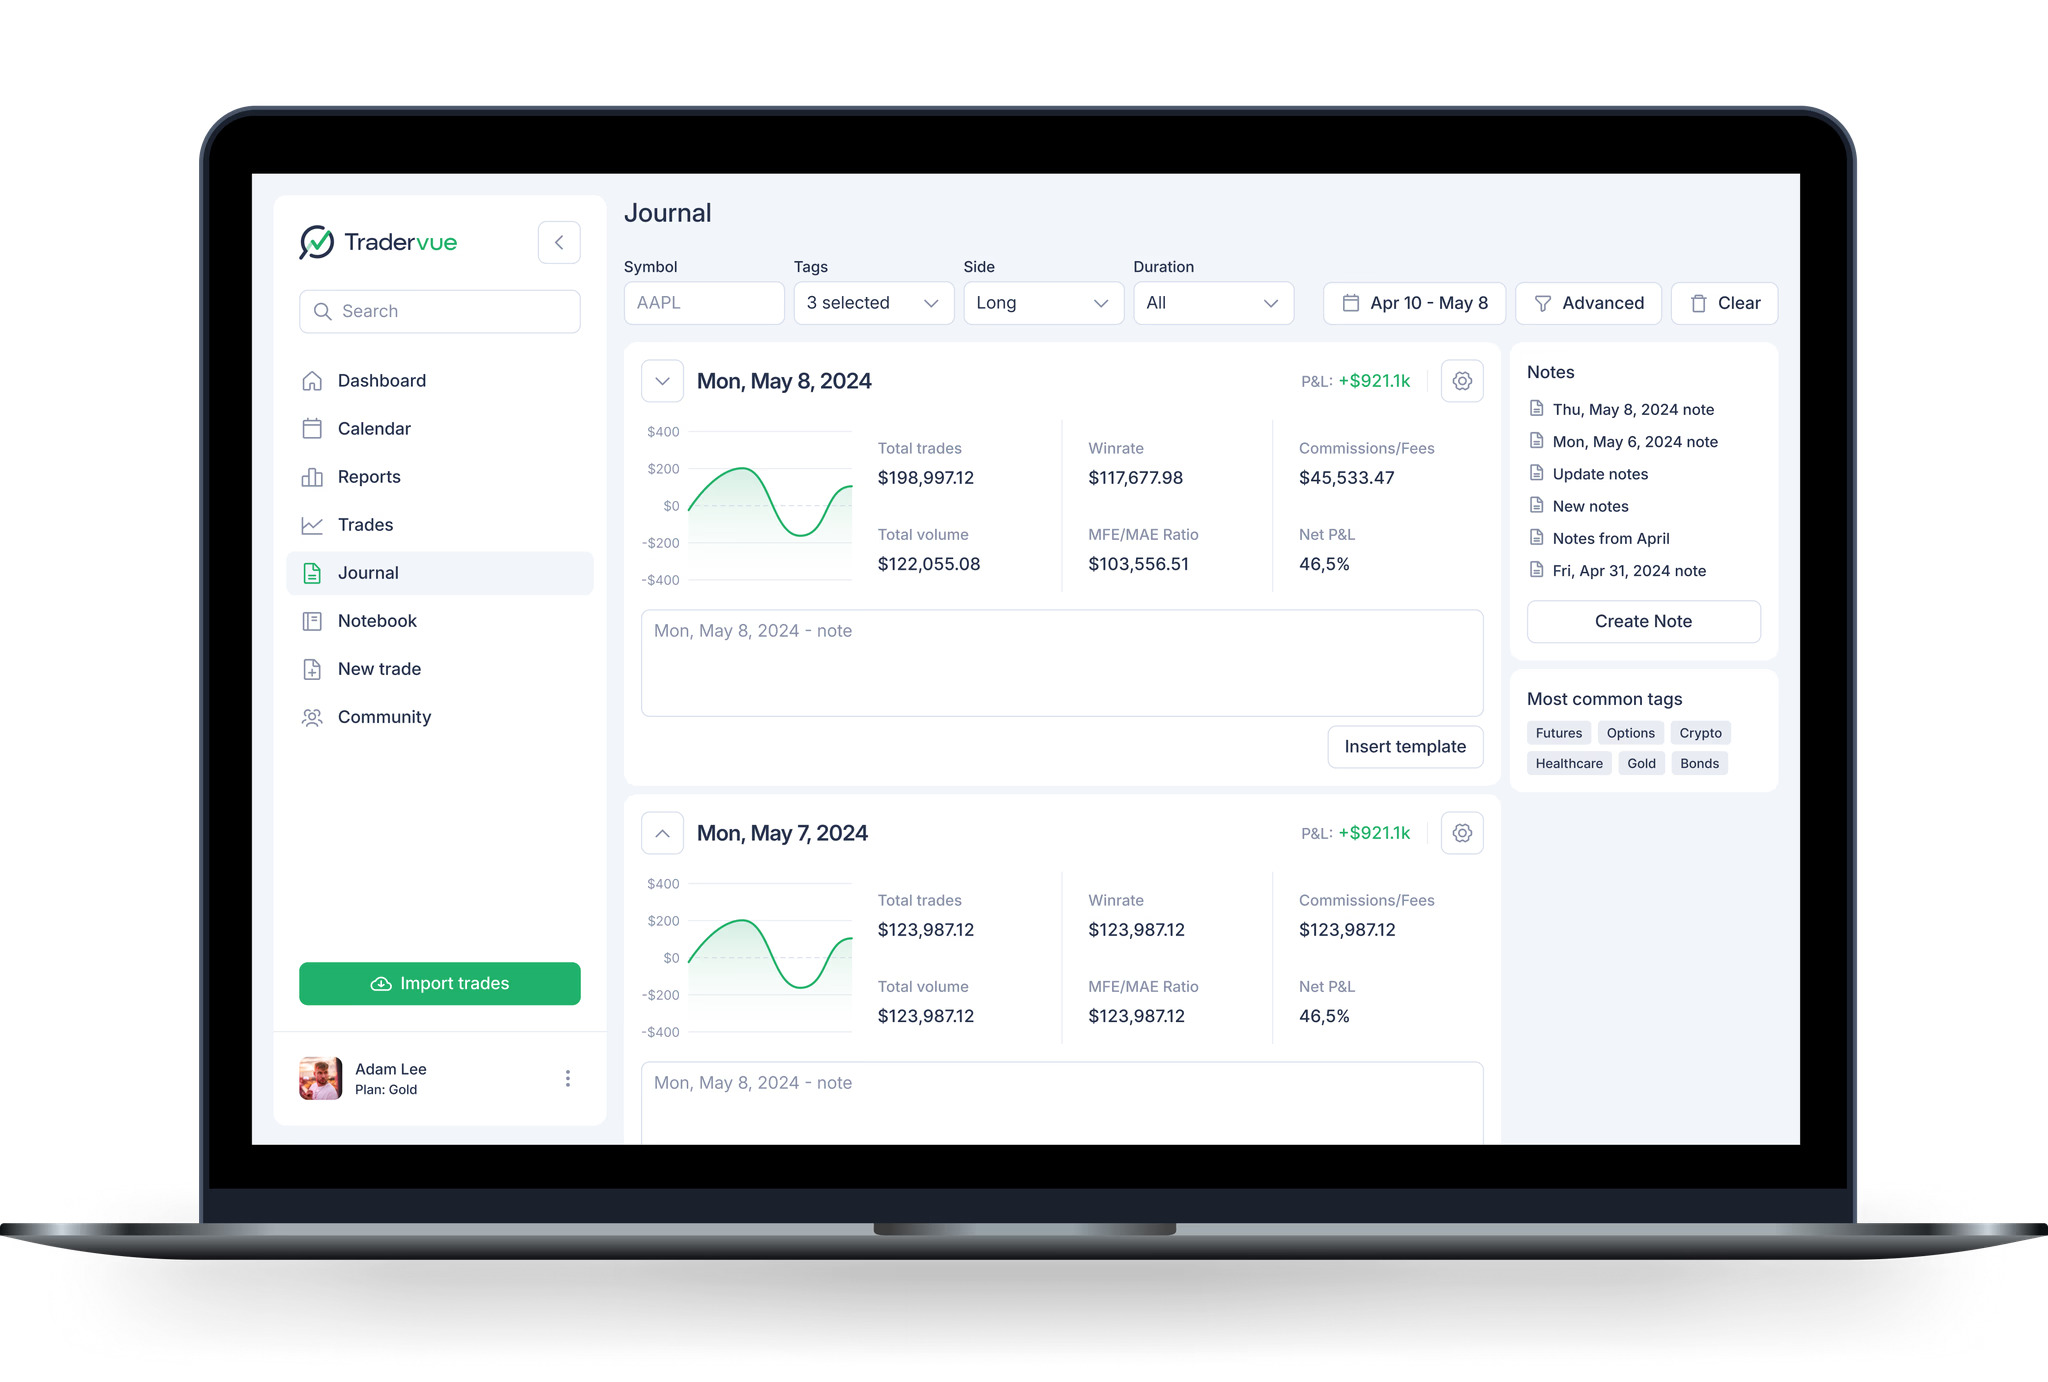 Tradervue
Search
Dashboard
Calendar
Reports
Trades
Journal
Notebook
New trade
Community
Import trades
Adam Lee
Plan: Gold
Journal
Symbol Tags Side Duration
AAPL 3 selected Long All Apr 10 - May 8 Advanced Clear
Mon, May 8, 2024 P&L: +$921.1k
$400
$200
$0
-$200
-$400
Total trades Winrate Commissions/Fees
$198,997.12 $117,677.98 $45,533.47
Total volume MFE/MAE Ratio Net P&L
$122,055.08 $103,556.51 46,5%
Mon, May 8, 2024 - note
Insert template
Mon, May 7, 2024 P&L: +$921.1k
$400
$200
$0
-$200
-$400
Total trades Winrate Commissions/Fees
$123,987.12 $123,987.12 $123,987.12
Total volume MFE/MAE Ratio Net P&L
$123,987.12 $123,987.12 46,5%
Mon, May 8, 2024 - note
Notes
Thu, May 8, 2024 note
Mon, May 6, 2024 note
Update notes
New notes
Notes from April
Fri, Apr 31, 2024 note
Create Note
Most common tags
Futures Options Crypto
Healthcare Gold Bonds